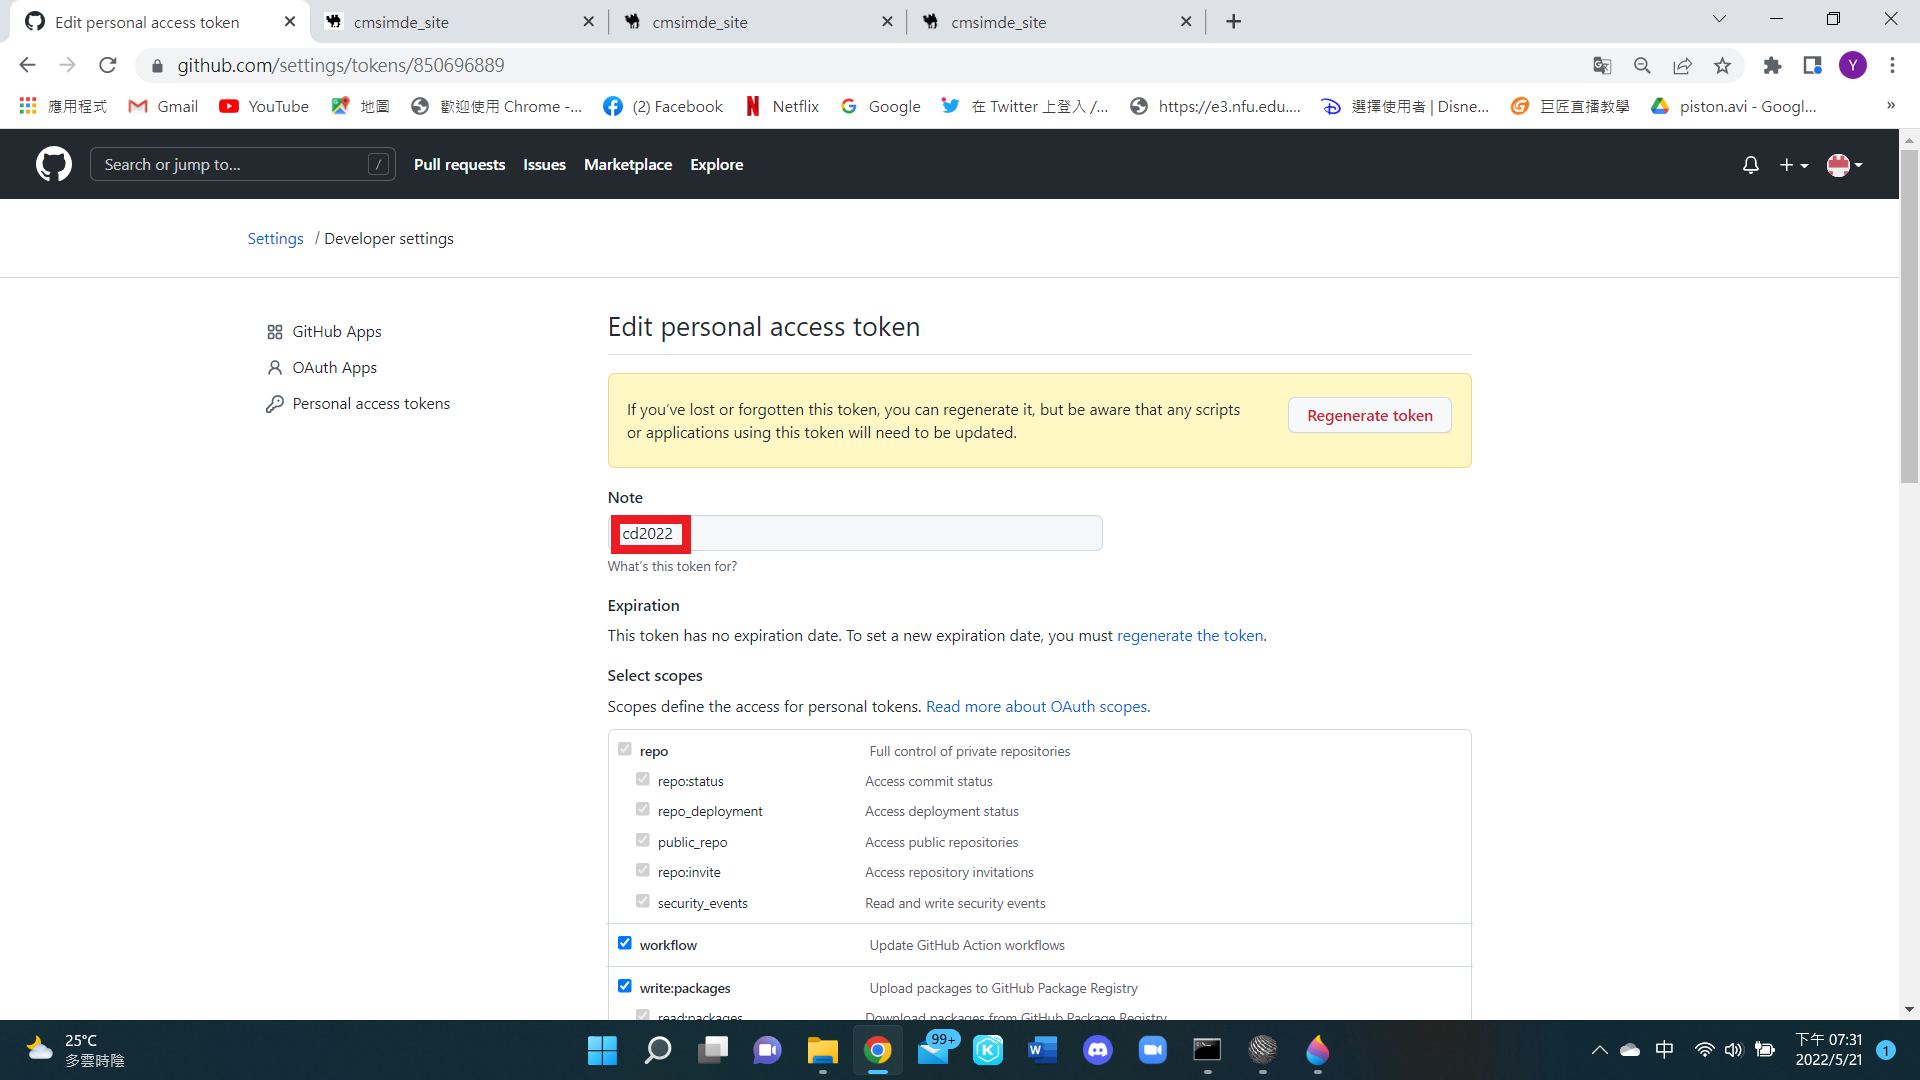 Edit personal access token
cmsimde_site
cmsimde_site
cmsimde_site
github.com/settings/tokens/850696889
Y
應用程式
Gmail
YouTube
地圖
歡迎使用 Chrome -...
(2) Facebook
Netflix
Google
在 Twitter 上登入 /...
https://e3.nfu.edu....
選擇使用者 | Disne...
巨匠直播教學
piston.avi - Googl...
»
Search or jump to...
/
Pull requests
Issues
Marketplace
Explore
Settings / Developer settings
GitHub Apps
OAuth Apps
Personal access tokens
Edit personal access token
If you’ve lost or forgotten this token, you can regenerate it, but be aware that any scripts
or applications using this token will need to be updated.
Regenerate token
Note
cd2022
What’s this token for?
Expiration
This token has no expiration date. To set a new expiration date, you must regenerate the token.
Select scopes
Scopes define the access for personal tokens. Read more about OAuth scopes.
repo Full control of private repositories
repo:status Access commit status
repo_deployment Access deployment status
public_repo Access public repositories
repo:invite Access repository invitations
security_events Read and write security events
workflow Update GitHub Action workflows
write:packages Upload packages to GitHub Package Registry
read:packages Download packages from GitHub Package Registry
25°C
多雲時陰
99+
中
下午 07:31
2022/5/21
1